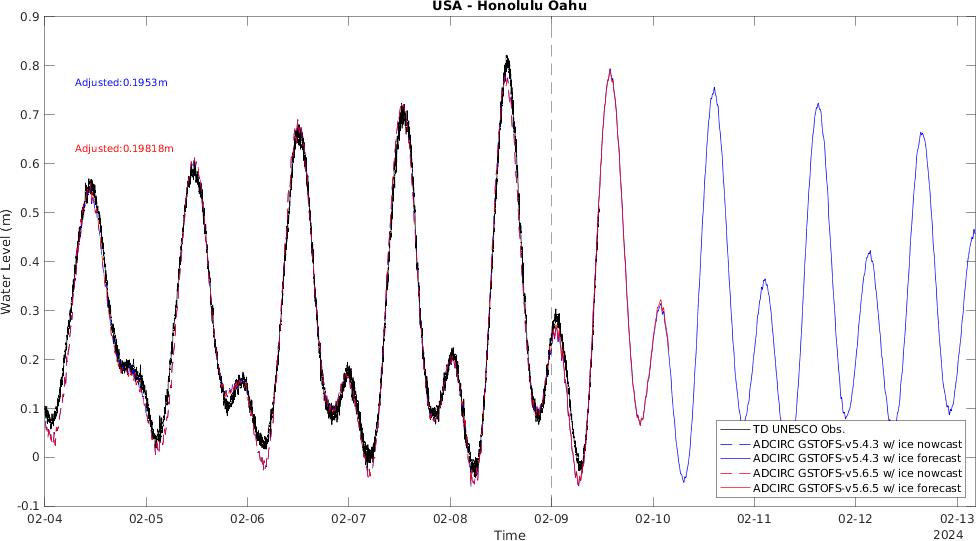 USA - Honolulu Oahu
0.9
0.8
0.7
0.6
0.5
0.4
0.3
0.2
0.1
0
-0.1
Water Level (m)
Adjusted:0.1953m
Adjusted:0.19818m
TD UNESCO Obs.
ADCIRC GSTOFS-v5.4.3 w/ ice nowcast
ADCIRC GSTOFS-v5.4.3 w/ ice forecast
ADCIRC GSTOFS-v5.6.5 w/ ice nowcast
ADCIRC GSTOFS-v5.6.5 w/ ice forecast
02-04 02-05 02-06 02-07 02-08 02-09 02-10 02-11 02-12 02-13
Time
2024